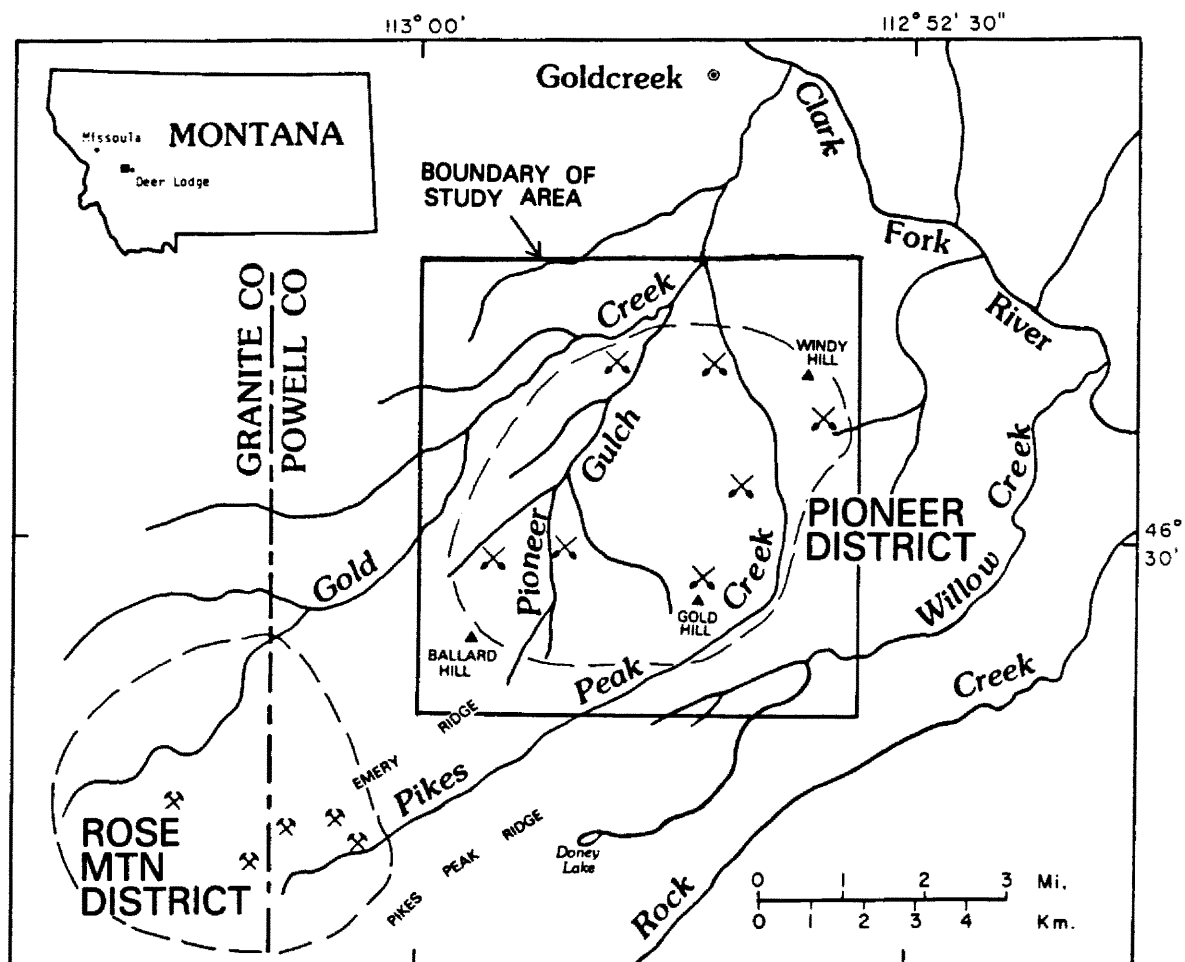 113° 00'
112° 52' 30"
Goldcreek
Clark
Fork
River
MONTANA
Missoula
Deer Lodge
BOUNDARY OF
STUDY AREA
GRANITE CO
POWELL CO
Creek
WINDY
HILL
Gulch
Pioneer
PIONEER
DISTRICT
Creek
Willow
46°
30'
Gold
Creek
GOLD
HILL
BALLARD
HILL
Peak
Creek
RIDGE
EMERY
Pikes
RIDGE
PEAK
PIKES
ROSE
MTN
DISTRICT
Doney
Lake
Rock
0 1 2 3 Mi.
0 1 2 3 4 Km.